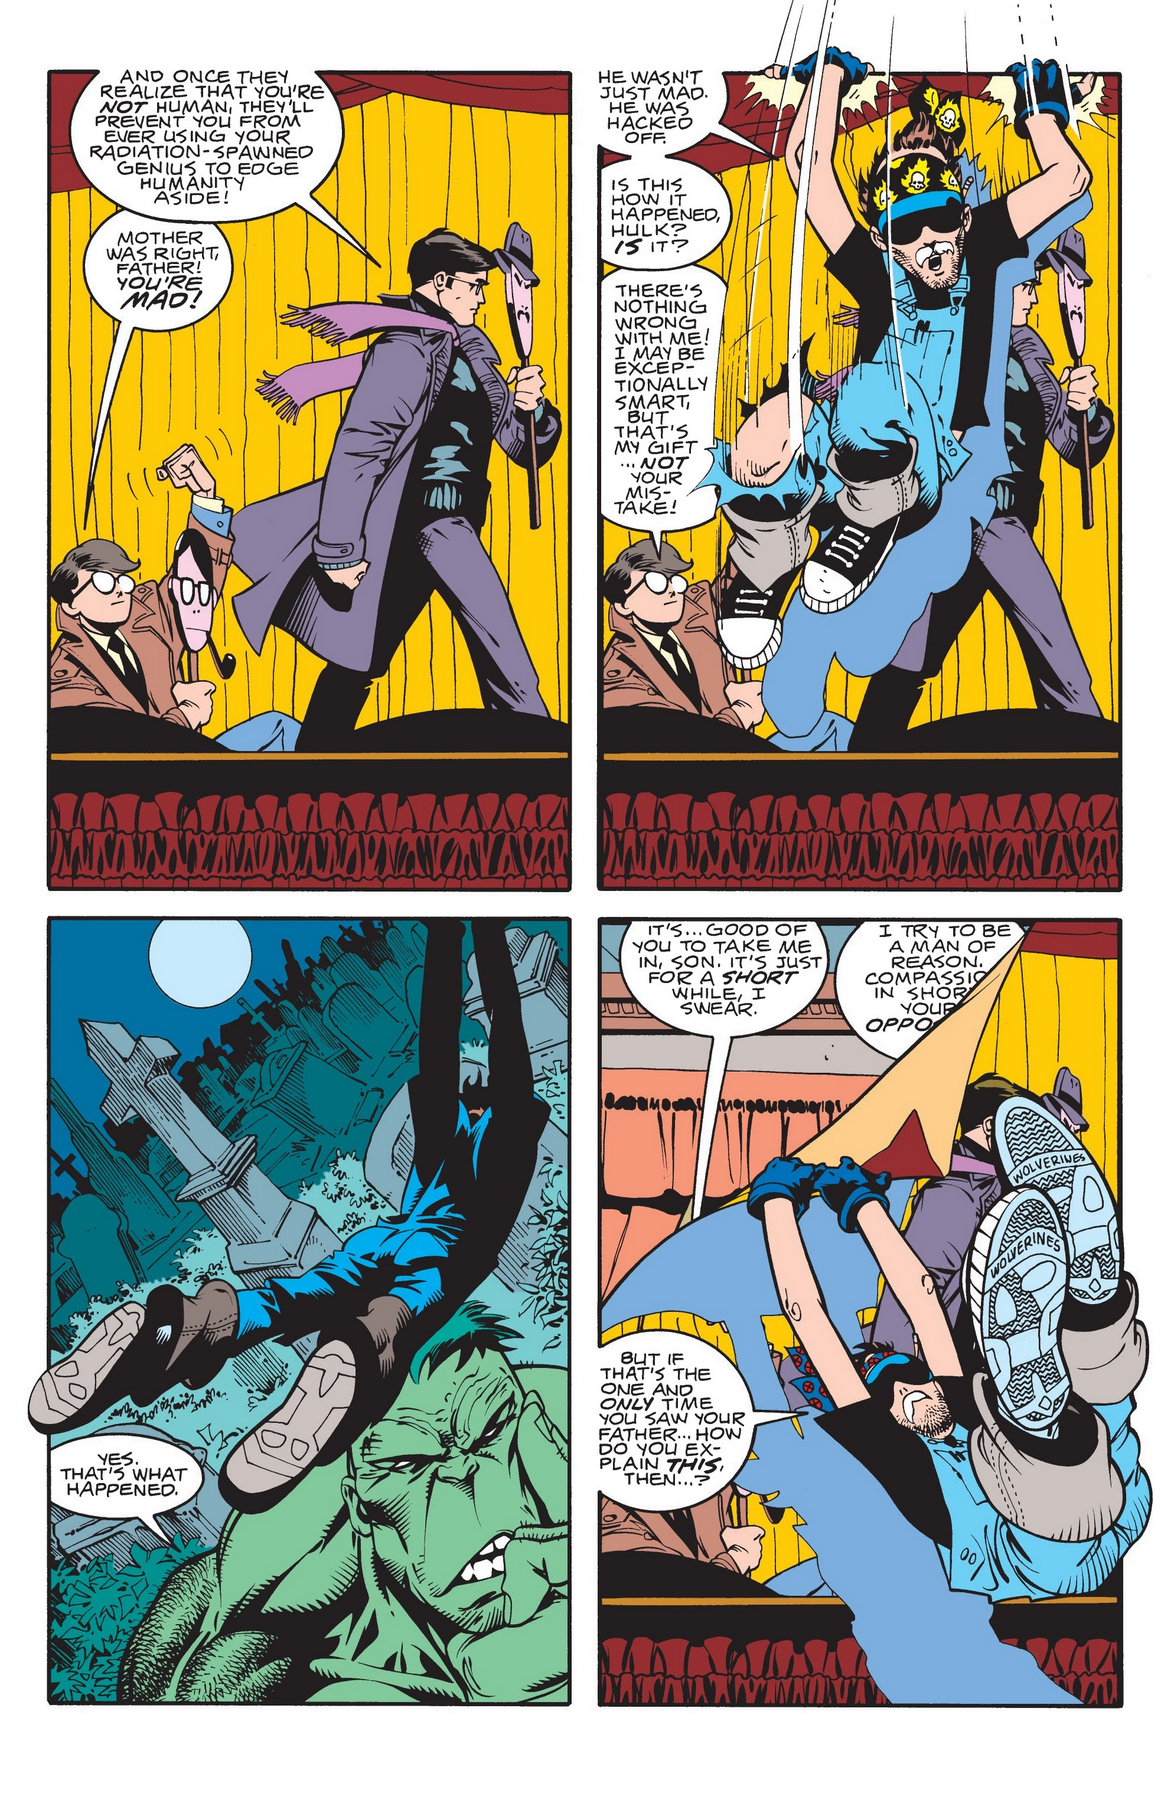 AND ONCE THEY
REALIZE THAT YOU'RE
NOT HUMAN, THEY'LL
PREVENT YOU FROM
EVER USING YOUR
RADIATION-SPAWNED
GENIUS TO EDGE
HUMANITY
ASIDE!
MOTHER
WAS RIGHT,
FATHER!
YOU'RE
MAD!
HE WASN'T
JUST MAD.
HE WAS
HACKED
OFF.
IS THIS
HOW IT
HAPPENED,
HULK?
IS IT?
THERE'S
NOTHING
WRONG
WITH ME!
I MAY BE
EXCEP-
TIONALLY
SMART,
BUT
THAT'S
MY GIFT
...NOT
YOUR
MIS-
TAKE!
YES.
THAT'S WHAT
HAPPENED.
IT'S... GOOD OF
YOU TO TAKE ME
IN, SON. IT'S JUST
FOR A SHORT
WHILE, I
SWEAR.
I TRY TO BE
A MAN OF
REASON.
COMPASSIO
IN SHOR
YOUR
OPPO
WOLVERINES
WOLVERINES
BUT IF
THAT'S THE
ONE AND
ONLY TIME
YOU SAW YOUR
FATHER... HOW
DO YOU EX-
PLAIN THIS,
THEN...?